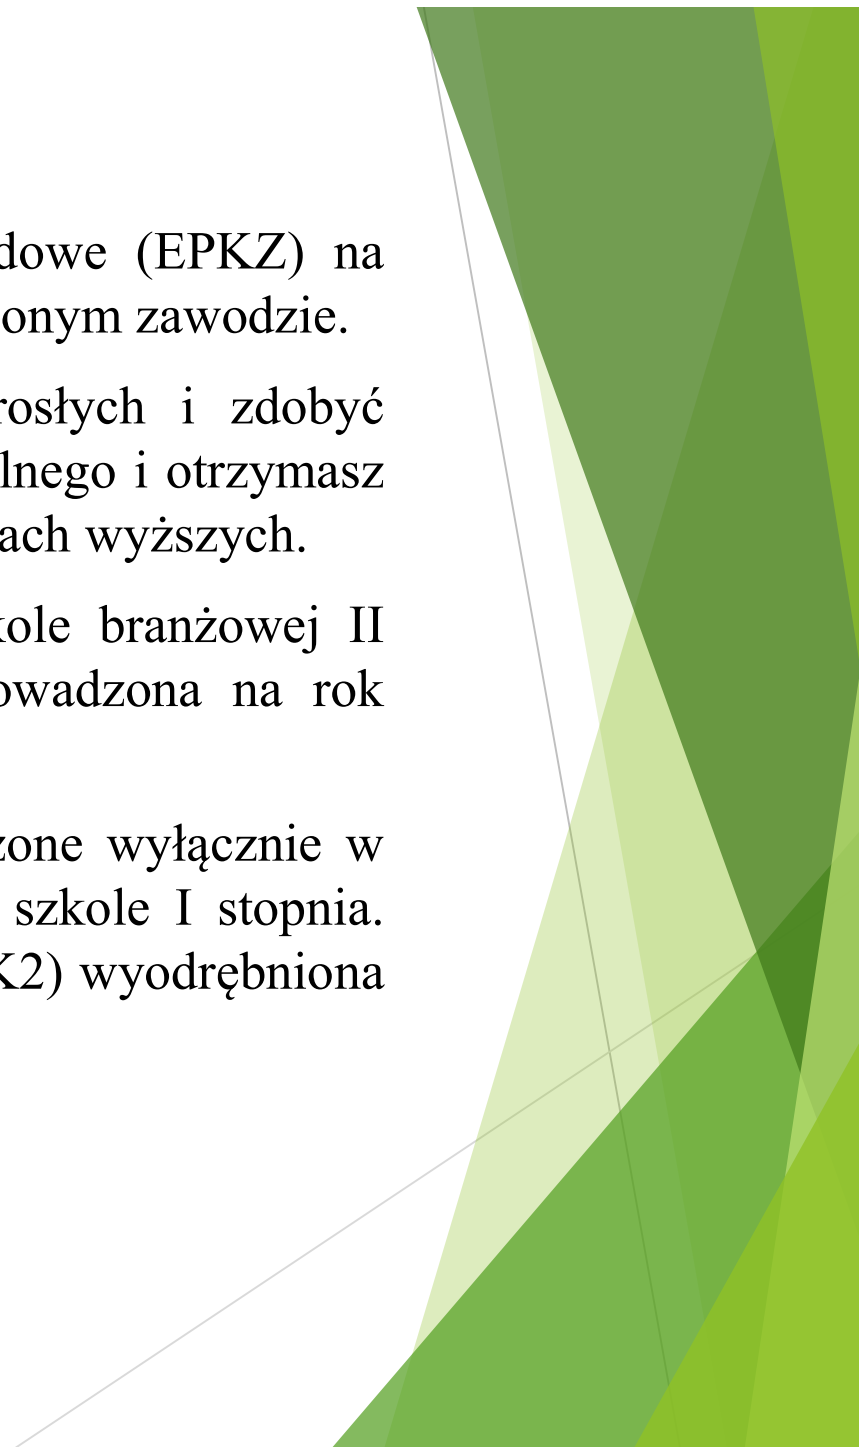 dowe (EPKZ) na
onym zawodzie.
rosłych i zdobyć
lnego i otrzymasz
ach wyższych.
kole branżowej II
owadzona na rok
zone wyłącznie w
szkole I stopnia.
K2) wyodrębniona